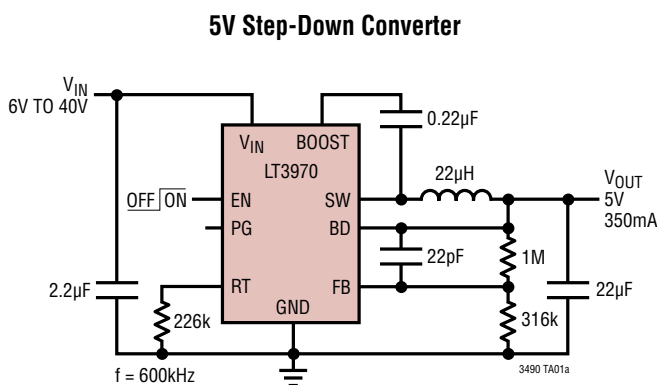 5V Step-Down Converter
VIN
6V TO 40V
VIN
BOOST
LT3970
0.22µF
22µH
VOUT
5V
350mA
OFF ON
EN
SW
PG
BD
22pF
1M
2.2µF
RT
FB
22µF
226k
GND
316k
f = 600kHz
3490 TA01a